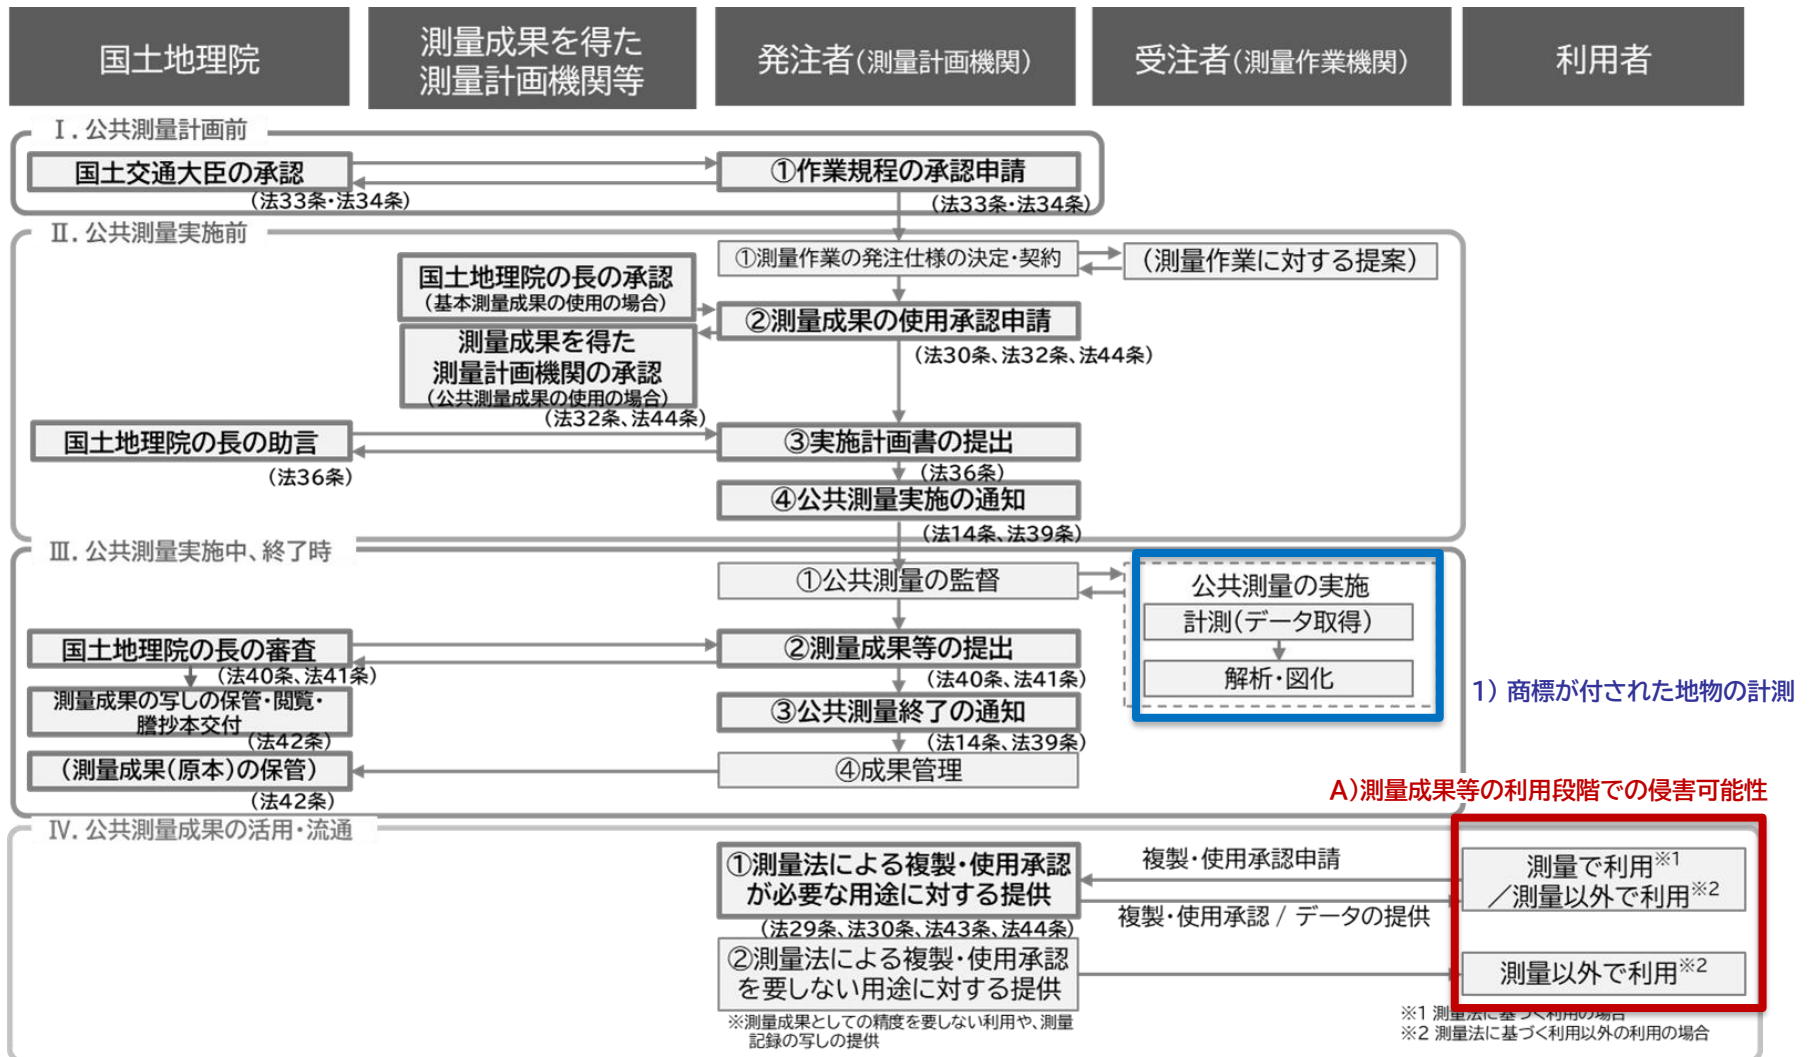 国土地理院
測量成果を得た
測量計画機関等
発注者(測量計画機関)
受注者(測量作業機関)
利用者
Ⅰ. 公共測量計画前
国土交通大臣の承認
(法33条・法34条)
①作業規程の承認申請
(法33条・法34条)
Ⅱ. 公共測量実施前
①測量作業の発注仕様の決定・契約
(測量作業に対する提案)
国土地理院の長の承認
(基本測量成果の使用の場合)
②測量成果の使用承認申請
(法30条、法32条、法44条)
測量成果を得た
測量計画機関の承認
(公共測量成果の使用の場合)
(法32条、法44条)
国土地理院の長の助言
(法36条)
③実施計画書の提出
(法36条)
④公共測量実施の通知
(法14条、法39条)
Ⅲ. 公共測量実施中、終了時
①公共測量の監督
公共測量の実施
計測(データ取得)
解析・図化
1) 商標が付された地物の計測
国土地理院の長の審査
(法40条、法41条)
②測量成果等の提出
(法40条、法41条)
測量成果の写しの保管・閲覧・
謄抄本交付
(法42条)
③公共測量終了の通知
(法14条、法39条)
(測量成果(原本)の保管)
(法42条)
④成果管理
A)測量成果等の利用段階での侵害可能性
Ⅳ. 公共測量成果の活用・流通
①測量法による複製・使用承認
が必要な用途に対する提供
(法29条、法30条、法43条、法44条)
複製・使用承認申請
複製・使用承認 / データの提供
測量で利用※1
/測量以外で利用※2
②測量法による複製・使用承認
を要しない用途に対する提供
測量以外で利用※2
※測量成果としての精度を要しない利用や、測量
記録の写しの提供
※1 測量法に基づく利用の場合
※2 測量法に基づく利用以外の利用の場合